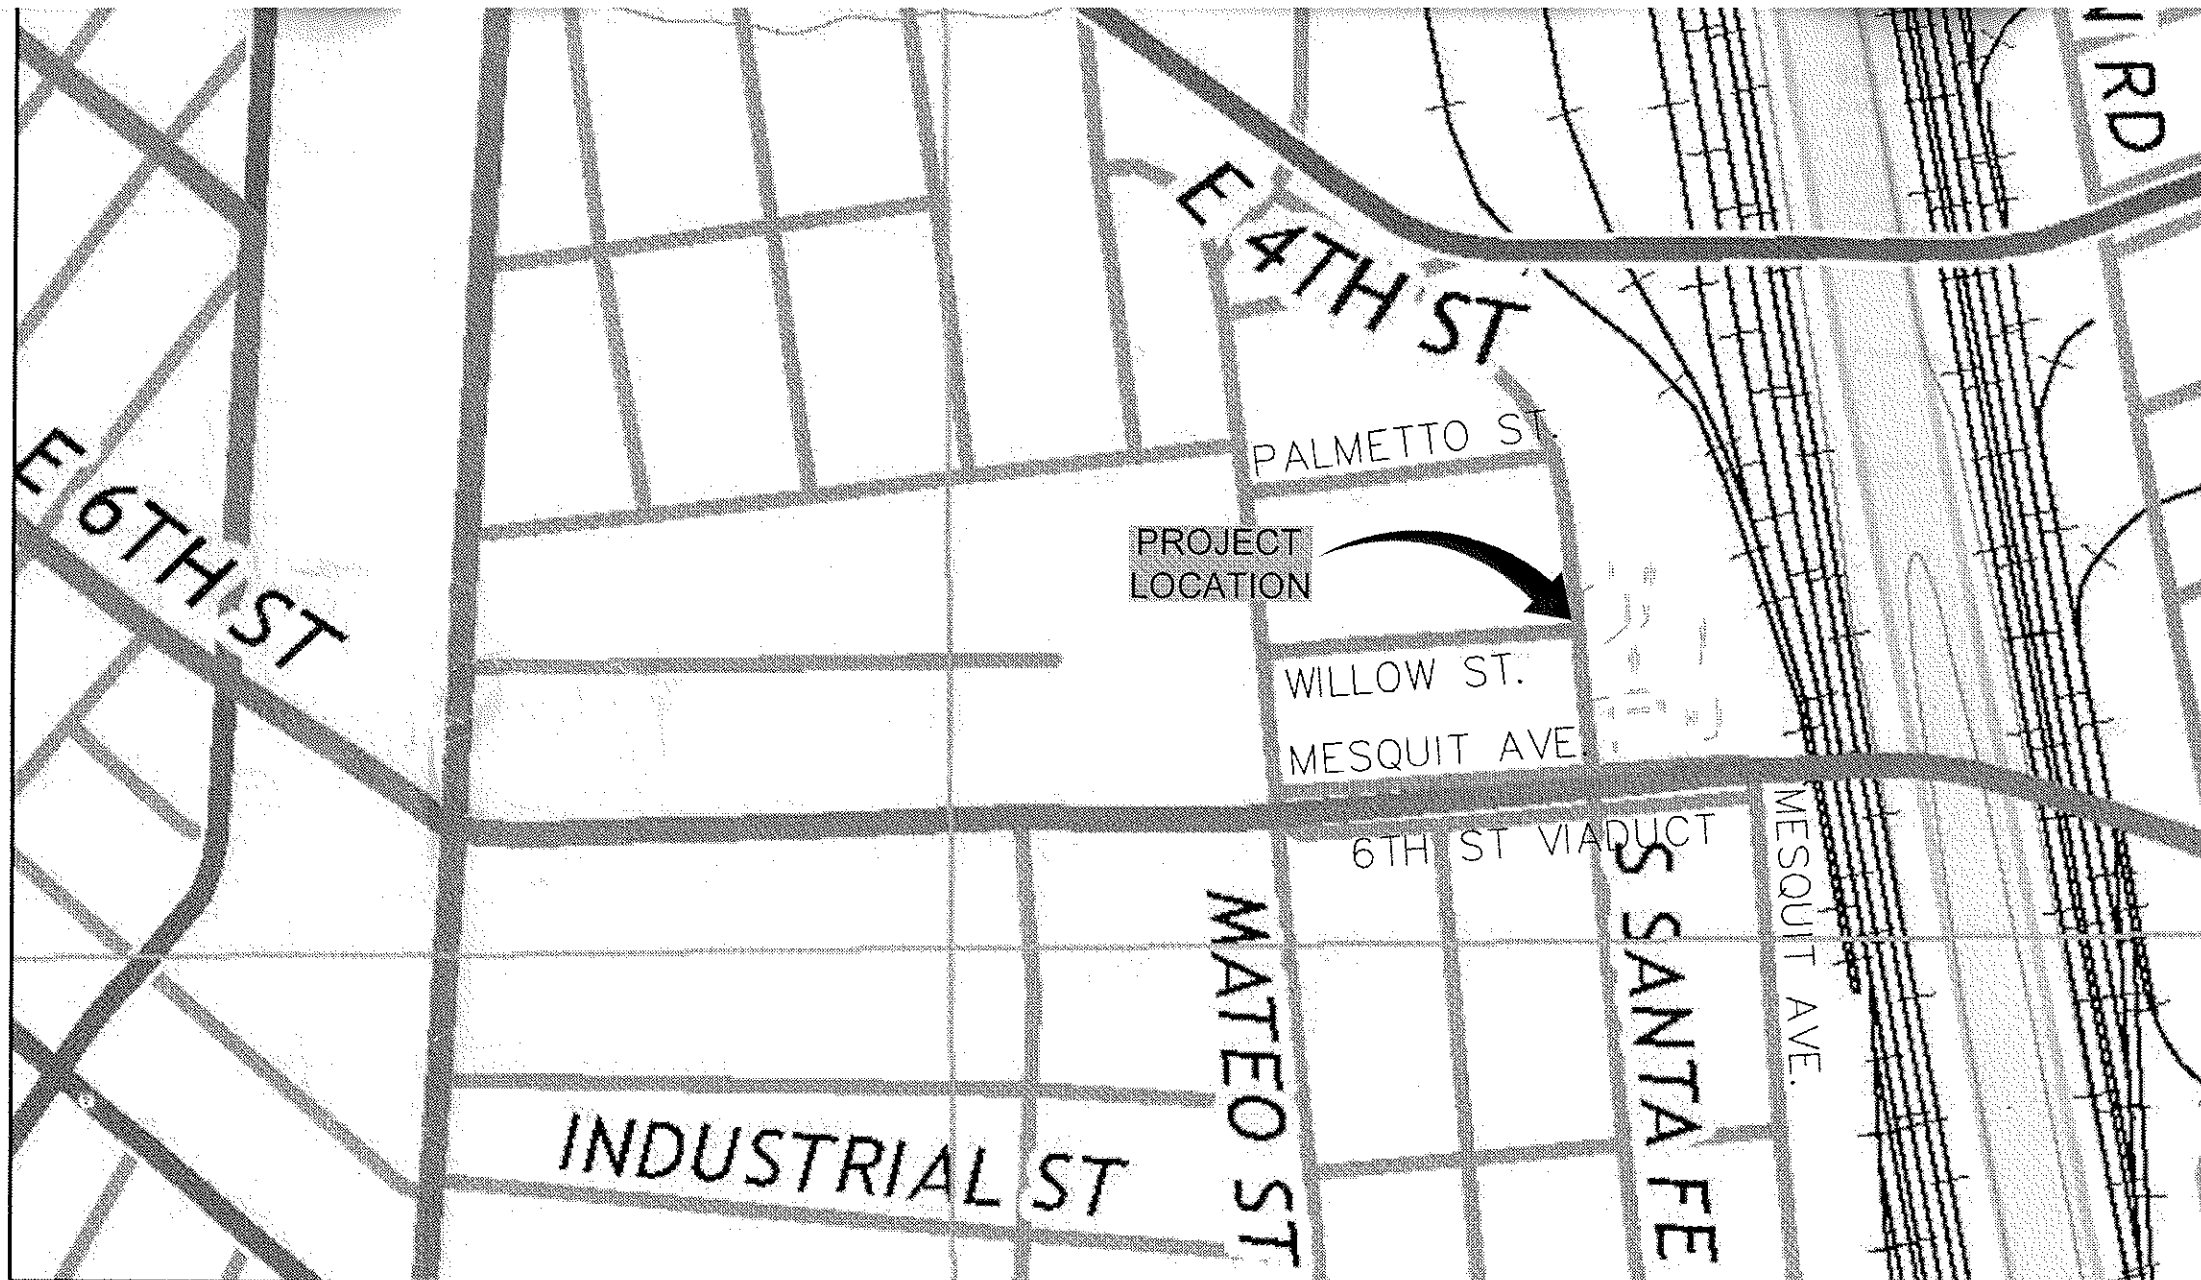 N RD
E 4TH ST
PALMETTO ST.
E 6TH ST
PROJECT
LOCATION
WILLOW ST.
MESQUIT AVE.
6TH ST VIADUCT
MESQUIT AVE.
S SANTA FE
MATEO ST
INDUSTRIAL ST